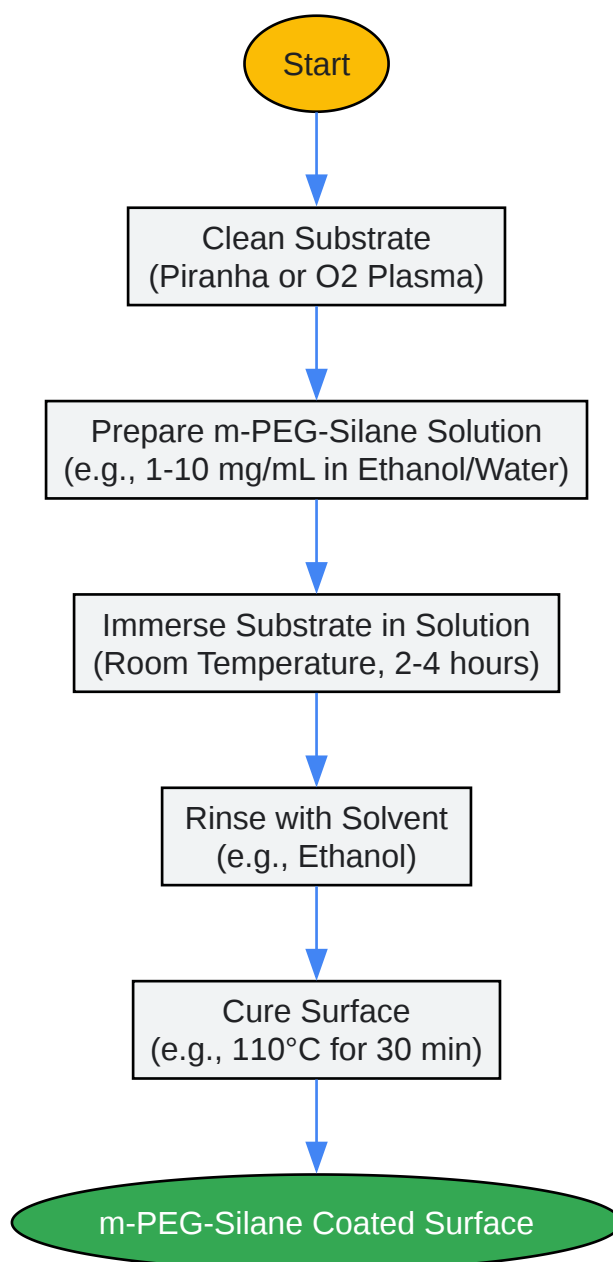 Start
Clean Substrate
(Piranha or O2 Plasma)
Prepare m-PEG-Silane Solution
(e.g., 1-10 mg/mL in Ethanol/Water)
Immerse Substrate in Solution
(Room Temperature, 2-4 hours)
Rinse with Solvent
(e.g., Ethanol)
Cure Surface
(e.g., 110°C for 30 min)
m-PEG-Silane Coated Surface